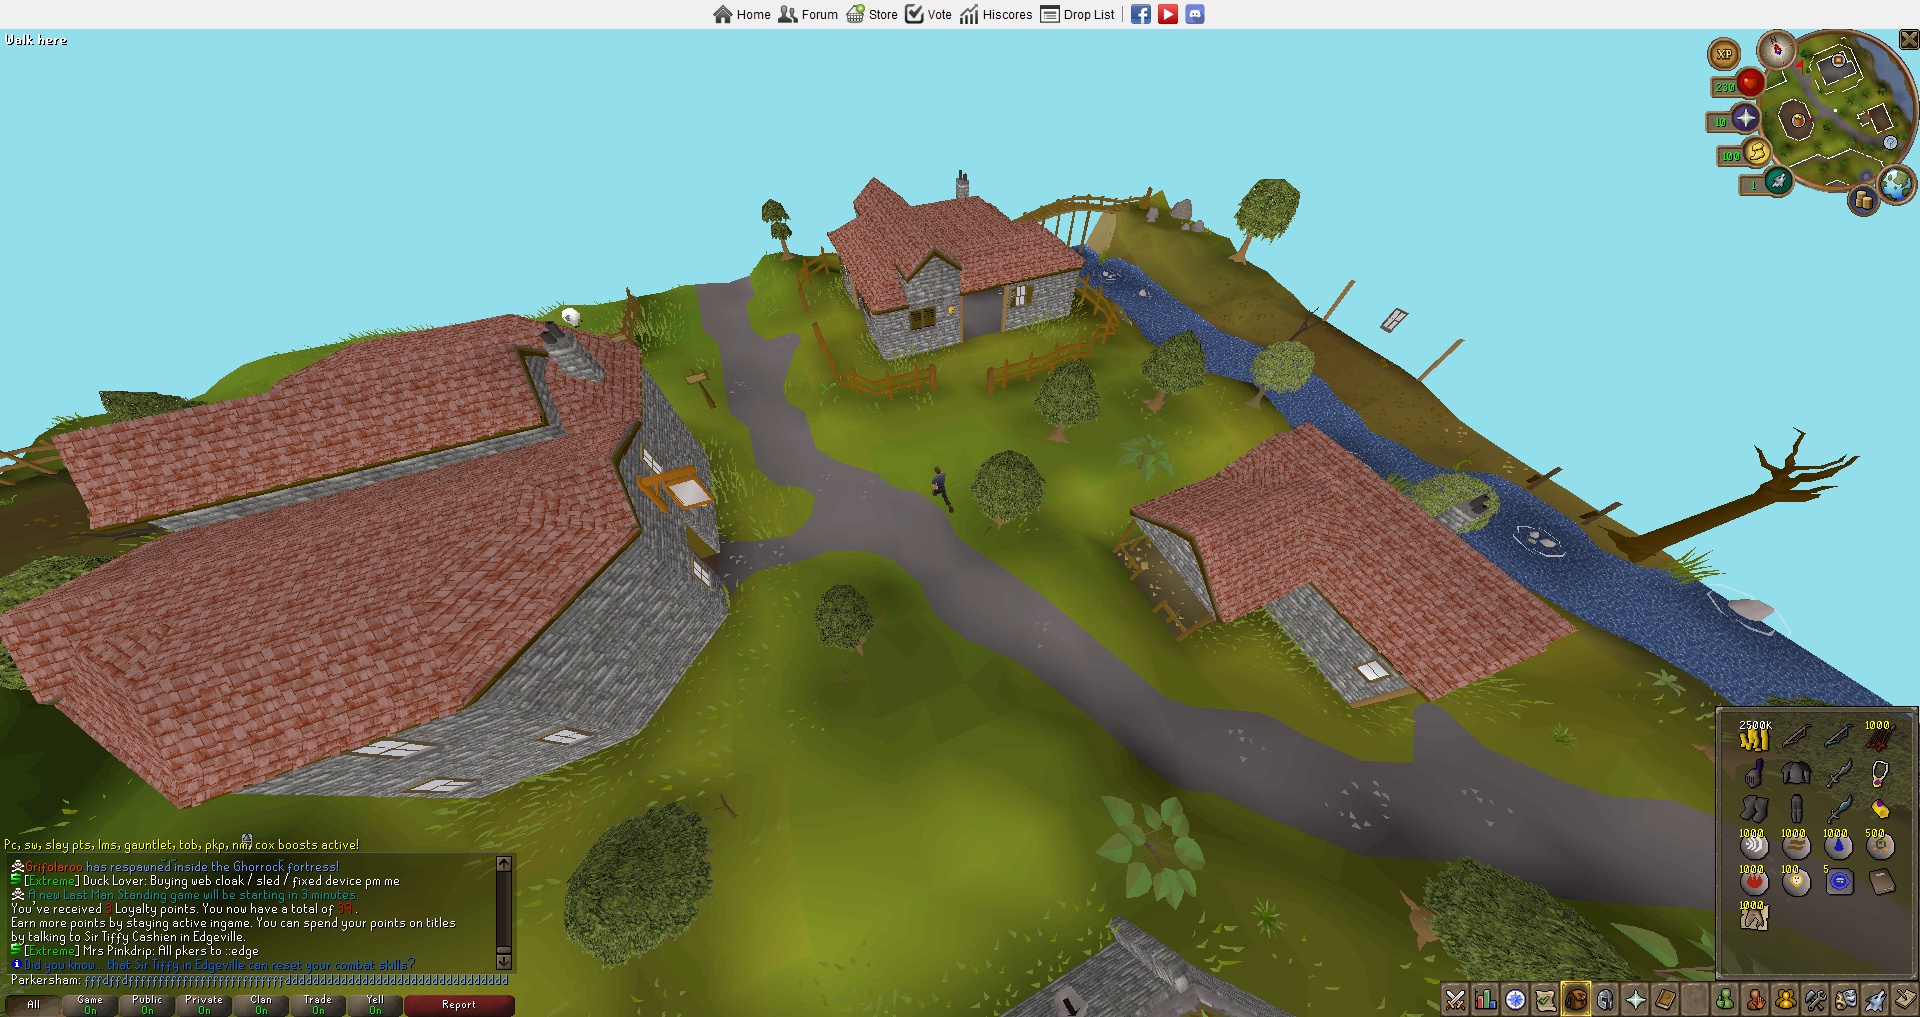 Home Forum Store Vote Hiscores Drop List
Walk here
XP
230
10
100
1
2500K
1000
1000 1000 1000 500
1000 100 5
1000
Pc, sw, slay pts, lms, gauntlet, tob, pkp, nm, cox boosts active!
Grifolaroo has respawned inside the Ghorrock fortress!
[Extreme] Duck Lover: Buying web cloak / sled / fixed device pm me
A new Last Man Standing game will be starting in 3 minutes.
You've received 3 Loyalty points. You now have a total of 39.
Earn more points by staying active ingame. You can spend your points on titles
by talking to Sir Tiffy Cashien in Edgeville.
[Extreme] Mrs Pinkdrip: All pkers to ::edge
Did you know... that Sir Tiffy in Edgeville can reset your combat skills?
Parkersham:
All Game Public Private Clan Trade Yell Report
On On On On On On